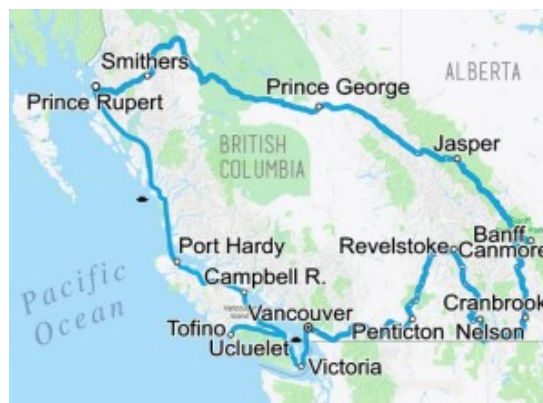 Smithers
Prince George
ALBERTA
Prince Rupert
Jasper
BRITISH
COLUMBIA
Banff
Revelstoke
Canmore
Port Hardy
Pacific
Ocean
Campbell R.
Cranbrook
Vancouver
Tofino
Penticton
Nelson
Ucluelet
Victoria